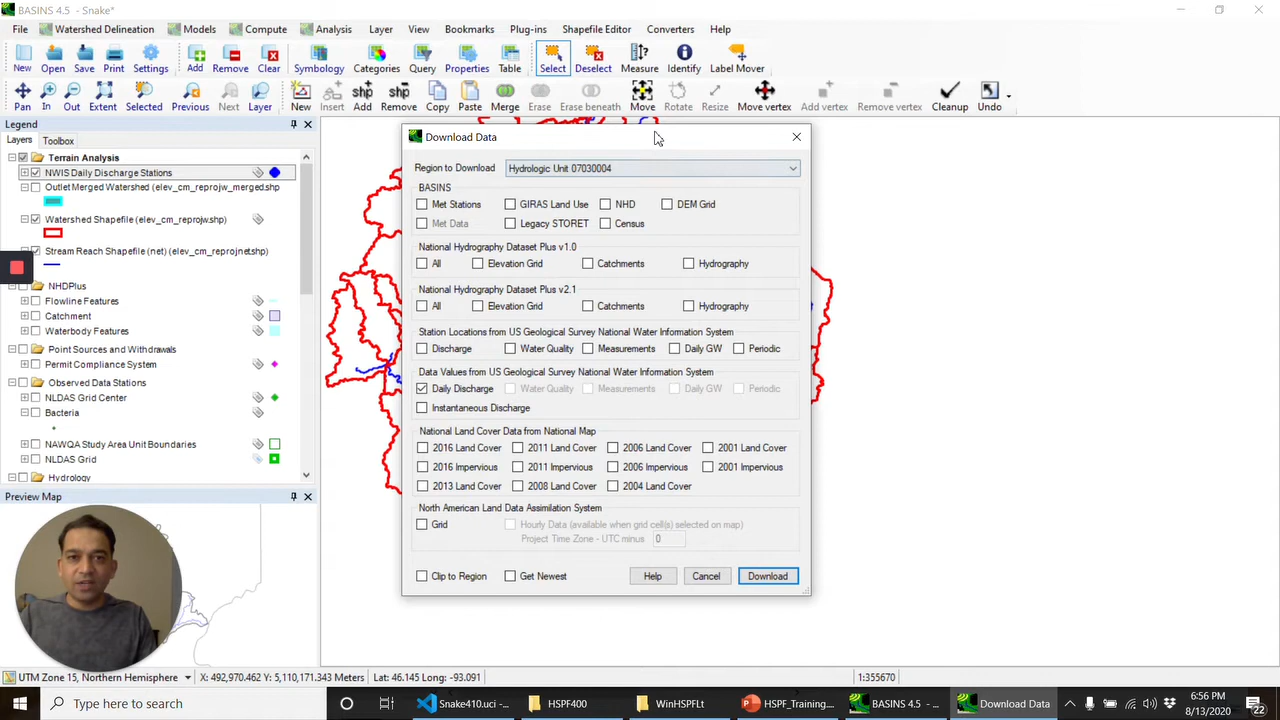 BASINS 4.5 - Snake*
File Watershed Delineation Models Compute Analysis Layer View Bookmarks Plug-ins Shapefile Editor Converters Help
New Open Save Print Settings Add Remove Clear Symbology Categories Query Properties Table Select Deselect Measure Identify Label Mover
shp shp
Pan In Out Extent Selected Previous Next Layer New Insert Add Remove Copy Paste Merge Erase Erase beneath Move Rotate Resize Move vertex Add vertex Remove vertex Cleanup Undo
Legend
Layers Toolbox
Terrain Analysis
NWIS Daily Discharge Stations
Outlet Merged Watershed (elev_cm_reprojw_merged.shp
Watershed Shapefile (elev_cm_reprojw.shp)
Stream Reach Shapefile (net) (elev_cm_reprojnet.shp)
NHDPlus
Flowline Features
Catchment
Waterbody Features
Point Sources and Withdrawals
Permit Compliance System
Observed Data Stations
NLDAS Grid Center
Bacteria
NAWQA Study Area Unit Boundaries
NLDAS Grid
Hydrology
Preview Map
Download Data
Region to Download Hydrologic Unit 07030004
BASINS
Met Stations GIRAS Land Use NHD DEM Grid
Met Data Legacy STORET Census
National Hydrography Dataset Plus v1.0
All Elevation Grid Catchments Hydrography
National Hydrography Dataset Plus v2.1
All Elevation Grid Catchments Hydrography
Station Locations from US Geological Survey National Water Information System
Discharge Water Quality Measurements Daily GW Periodic
Data Values from US Geological Survey National Water Information System
Daily Discharge Water Quality Measurements Daily GW Periodic
Instantaneous Discharge
National Land Cover Data from National Map
2016 Land Cover 2011 Land Cover 2006 Land Cover 2001 Land Cover
2016 Impervious 2011 Impervious 2006 Impervious 2001 Impervious
2013 Land Cover 2008 Land Cover 2004 Land Cover
North American Land Data Assimilation System
Grid Hourly Data (available when grid cell(s) selected on map)
Project Time Zone - UTC minus 0
Clip to Region Get Newest Help Cancel Download
UTM Zone 15, Northern Hemisphere X: 492,970.462 Y: 5,110,171.343 Meters Lat: 46.145 Long: -93.091 1:355670
Type here to search
Snake410.uci - ... HSPF400 WinHSPFLt HSPF_Training... BASINS 4.5 - ... Download Data
6:56 PM
8/13/2020
22